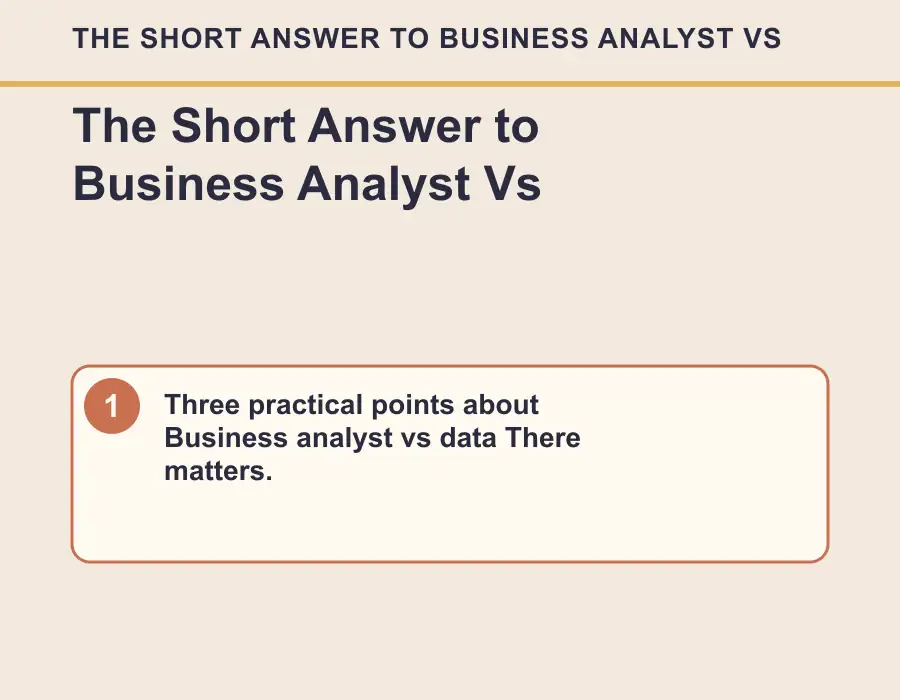 THE SHORT ANSWER TO BUSINESS ANALYST VS
The Short Answer to
Business Analyst Vs
1
Three practical points about
Business analyst vs data There
matters.